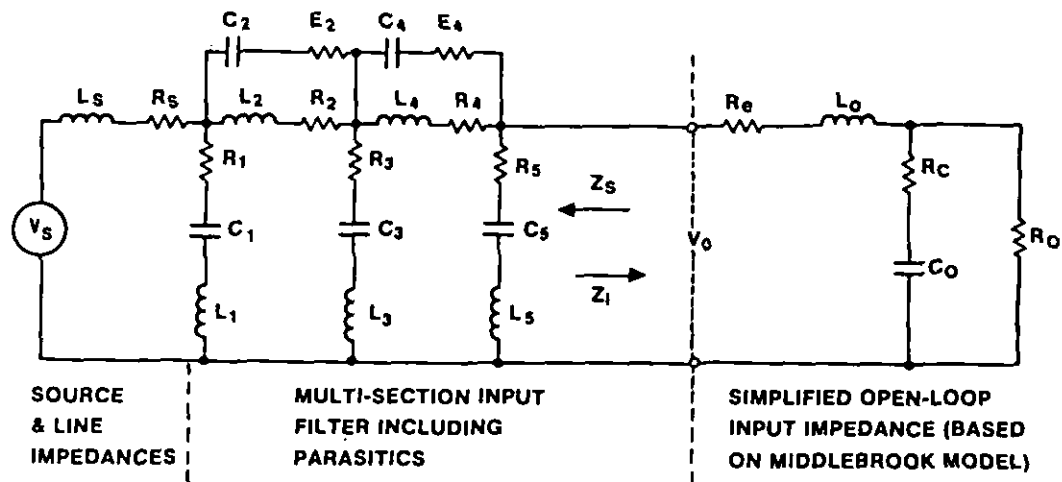 C2 E2 C4 E4
LS RS L2 R2 L4 R4 Re LO
R1 R3 R5 RC
ZS
VS C1 C3 C5 VO RO
ZI CO
L1 L3 L5
SOURCE
& LINE
IMPEDANCES
MULTI-SECTION INPUT
FILTER INCLUDING
PARASITICS
SIMPLIFIED OPEN-LOOP
INPUT IMPEDANCE (BASED
ON MIDDLEBROOK MODEL)